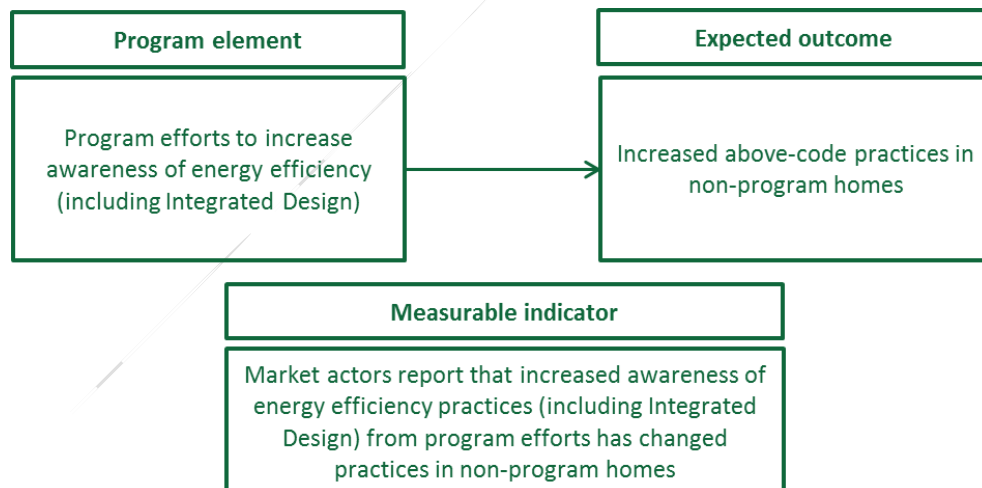 Program element
Program efforts to increase
awareness of energy efficiency
(including Integrated Design)
Expected outcome
Increased above-code practices in
non-program homes
Measurable indicator
Market actors report that increased awareness of
energy efficiency practices (including Integrated
Design) from program efforts has changed
practices in non-program homes